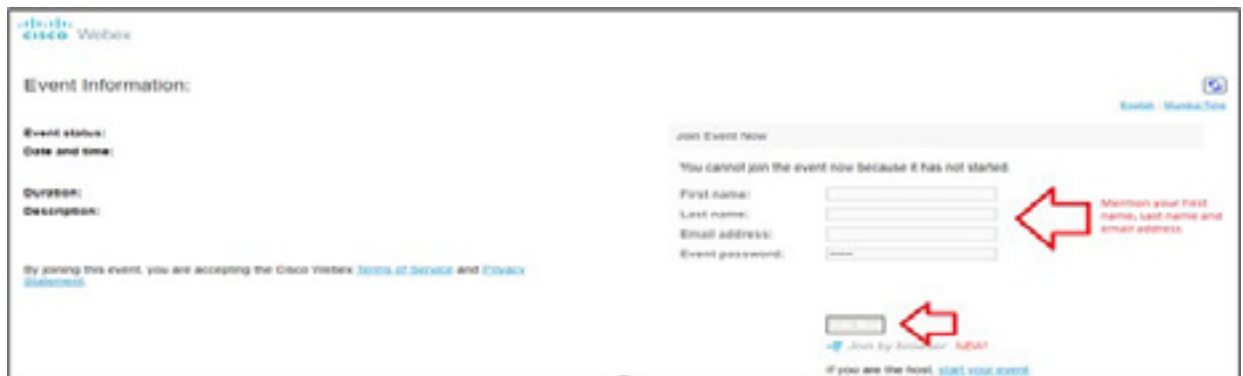 cisco Webex
Event Information:
English : Mumbai Time
Event status:
Date and time:
Join Event Now
You cannot join the event now because it has not started.
Duration:
Description:
First name:
Last name:
Email address:
Event password:
Mention your First
name, Last name and
email address
By joining this event, you are accepting the Cisco Webex Terms of Service and Privacy
Statement.
Join by browser NEW!
If you are the host, start your event.